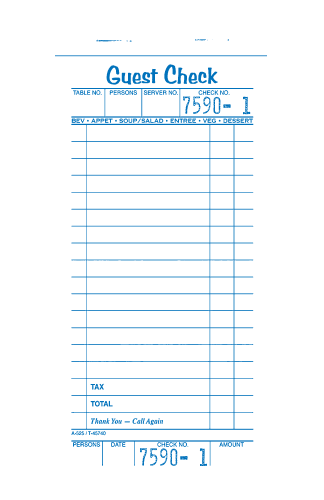 Guest Check
TABLE NO. PERSONS SERVER NO. CHECK NO.
7590- 1
BEV • APPET • SOUP/SALAD • ENTREE • VEG • DESSERT
TAX
TOTAL
Thank You — Call Again
A-525 / T-45740
PERSONS DATE CHECK NO. AMOUNT
7590- 1